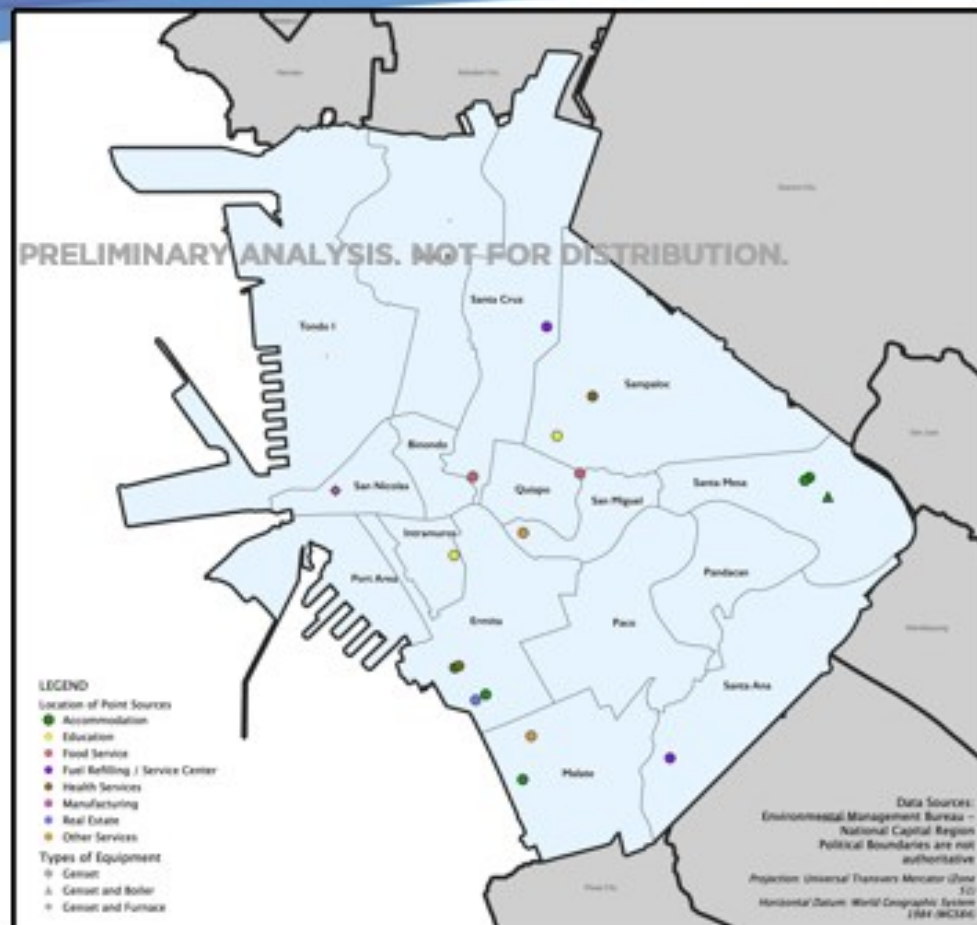 PRELIMINARY ANALYSIS. NOT FOR DISTRIBUTION.
Santa Cruz
Tondo I
Sampaloc
Binondo
San Nicolas
Quiapo
San Miguel
Santa Mesa
Intramuros
Port Area
Pandacan
Ermita
Paco
Santa Ana
Malate
LEGEND
Location of Point Sources
Accommodation
Education
Food Service
Fuel Refilling / Service Center
Health Services
Manufacturing
Real Estate
Other Services
Types of Equipment
Genset
Genset and Boiler
Genset and Furnace
Data Sources:
Environmental Management Bureau –
National Capital Region
Political Boundaries are not
authoritative
Projection: Universal Transvers Mercator (Zone
51)
Horizontal Datum: World Geographic System
1984 (WGS84)